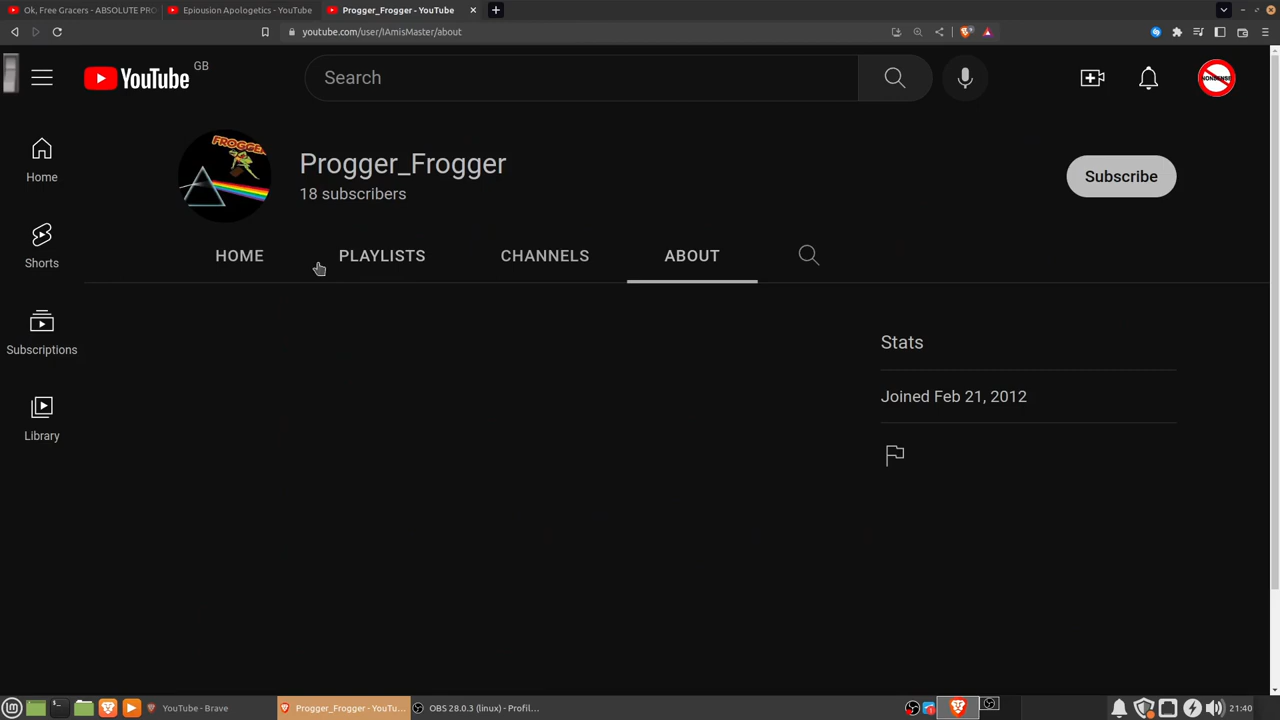 Ok, Free Gracers - ABSOLUTE PRO
Epiousion Apologetics - YouTube
Progger_Frogger - YouTube
youtube.com/user/IAmisMaster/about
YouTube
GB
Search
NONSENSE
FROGGER
Progger_Frogger
18 subscribers
Subscribe
HOME
PLAYLISTS
CHANNELS
ABOUT
Home
Shorts
Subscriptions
Library
Stats
Joined Feb 21, 2012
YouTube - Brave
Progger_Frogger - YouTu...
OBS 28.0.3 (linux) - Profil...
21:40